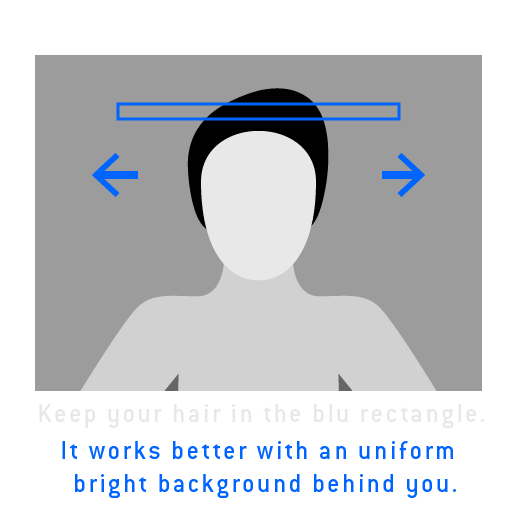 Keep your hair in the blu rectangle.
It works better with an uniform
bright background behind you.